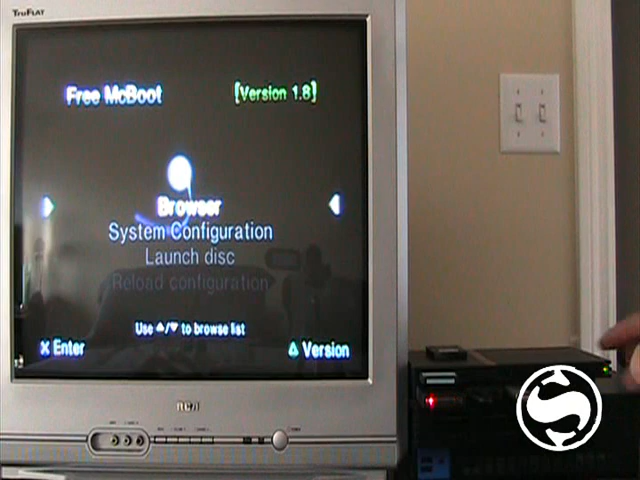 TruFlat
Free McBoot [Version 1.8]
Browser
System Configuration
Launch disc
Reload configuration
Use ▲/▼ to browse list
X Enter △ Version
RCA